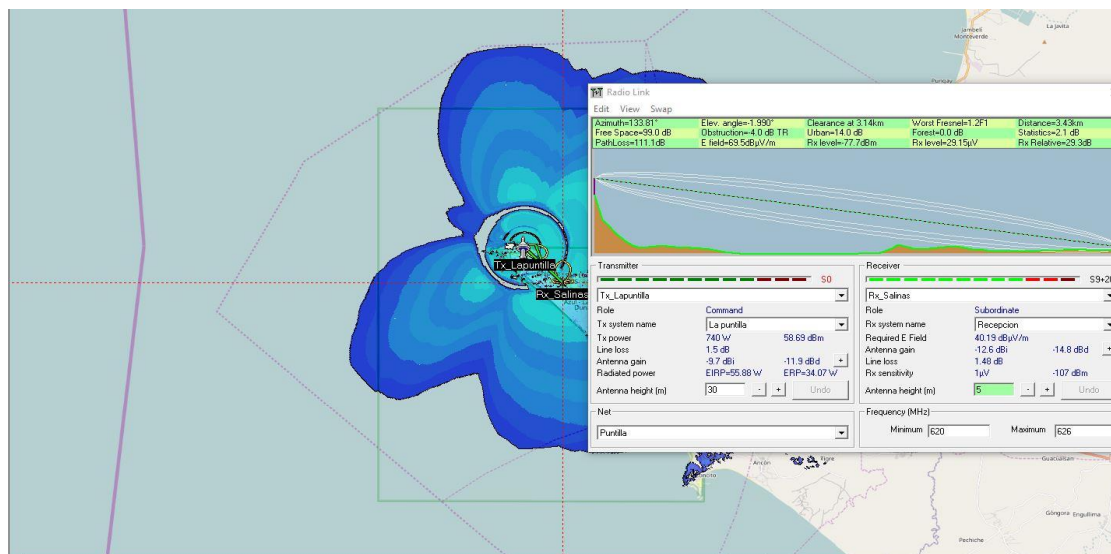 Jambelí
Monteverde
La Javita
Radio Link
Edit View Swap
Azimuth=133.81° Elev. angle=-1.990° Clearance at 3.14km Worst Fresnel=1.2F1 Distance=3.43km
Free Space=99.0 dB Obstruction=-4.0 dB TR Urban=14.0 dB Forest=0.0 dB Statistics=2.1 dB
PathLoss=111.1dB E field=69.5dBµV/m Rx level=-77.7dBm Rx level=29.15µV Rx Relative=29.3dB
Tx_Lapuntilla
Rx_Salinas
Transmitter
S0
Tx_Lapuntilla
Role Command
Tx system name La puntilla
Tx power 740 W 58.69 dBm
Line loss 1.5 dB
Antenna gain -9.7 dBi -11.9 dBd +
Radiated power EIRP=55.88 W ERP=34.07 W
Antenna height (m) 30 - + Undo
Net
Puntilla
Receiver
S9+20
Rx_Salinas
Role Subordinate
Rx system name Recepcion
Required E Field 40.19 dBµV/m
Antenna gain -12.6 dBi -14.8 dBd +
Line loss 1.48 dB
Rx sensitivity 1µV -107 dBm
Antenna height (m) 5 - + Undo
Frequency (MHz)
Minimum 620 Maximum 626
Ancon
Pechiche
Góngora
Engullima